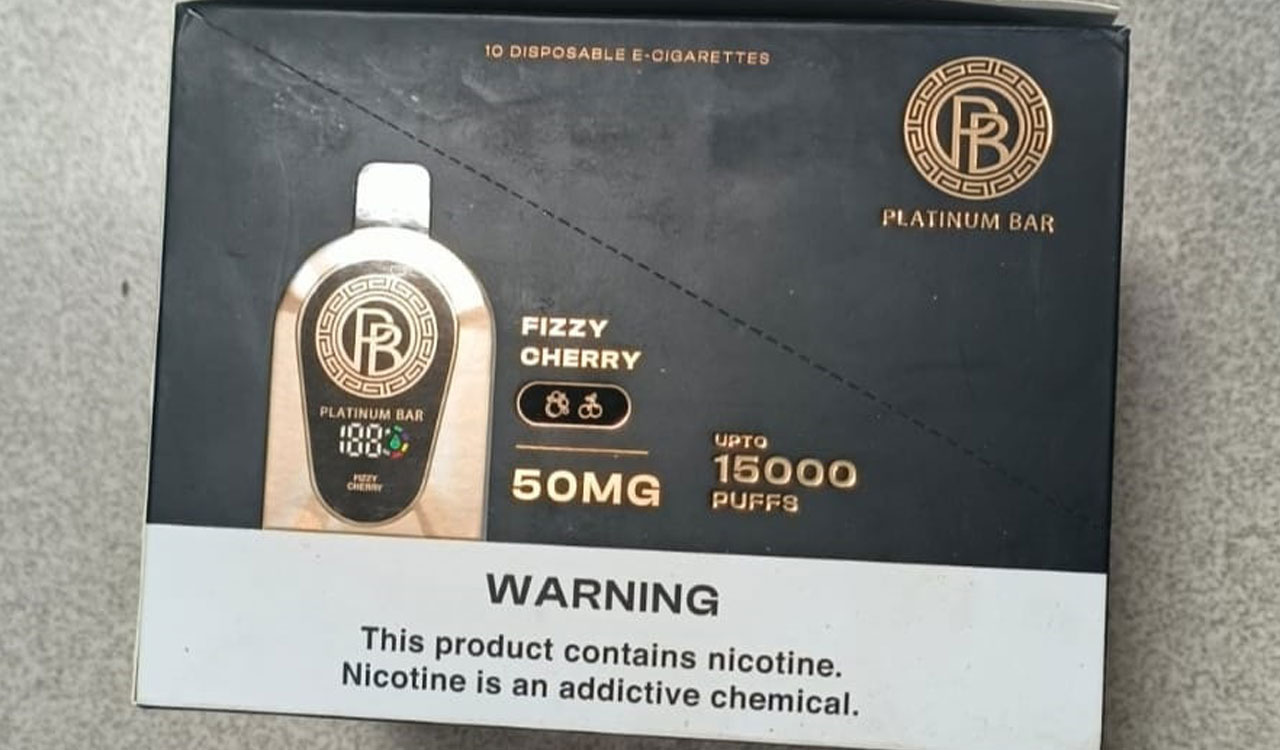 10 DISPOSABLE E-CIGARETTES
PB
PLATINUM BAR
PB
PLATINUM BAR
188
FIZZY
CHERRY
FIZZY
CHERRY
50MG
UPTO
15000
PUFFS
WARNING
This product contains nicotine.
Nicotine is an addictive chemical.